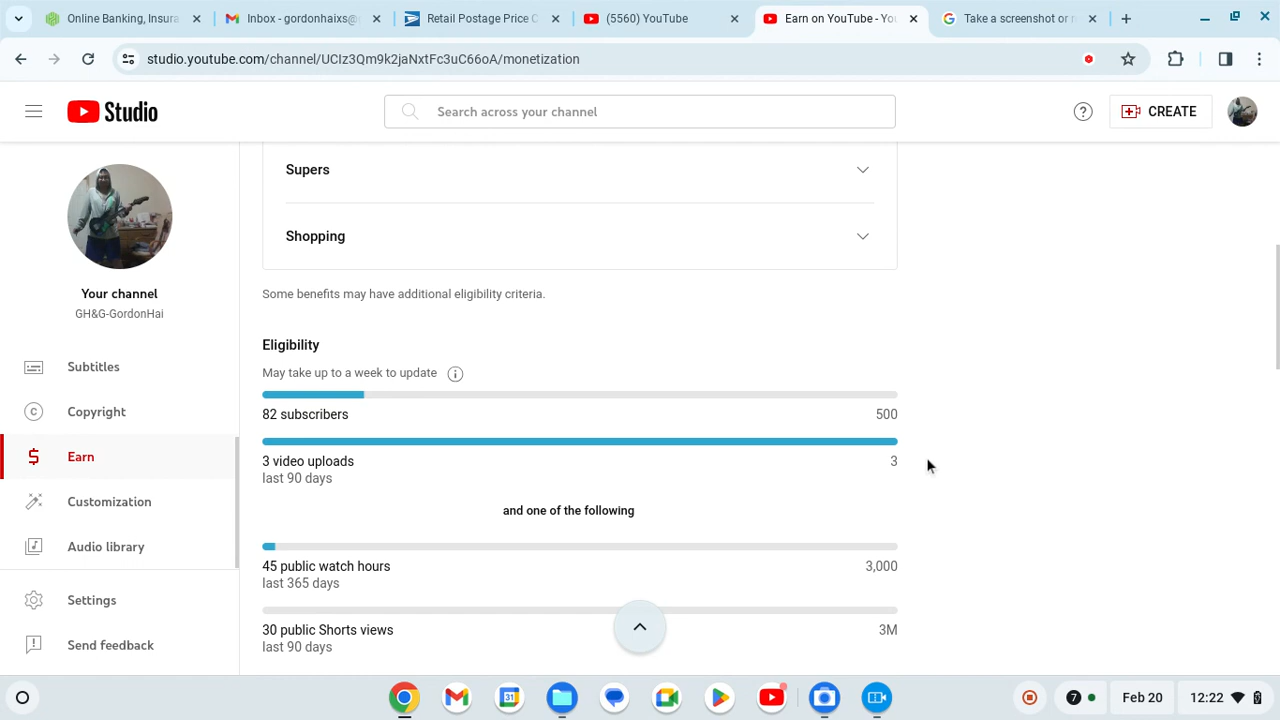 Online Banking, Insura
Inbox - gordonhaixs@
Retail Postage Price C
(5560) YouTube
Earn on YouTube - You
Take a screenshot or r
studio.youtube.com/channel/UCIz3Qm9k2jaNxtFc3uC66oA/monetization
Studio
Search across your channel
CREATE
Supers
Shopping
Your channel
GH&G-GordonHai
Some benefits may have additional eligibility criteria.
Eligibility
May take up to a week to update
82 subscribers 500
3 video uploads 3
last 90 days
and one of the following
45 public watch hours 3,000
last 365 days
30 public Shorts views 3M
last 90 days
Subtitles
Copyright
Earn
Customization
Audio library
Settings
Send feedback
31
7
Feb 20
12:22